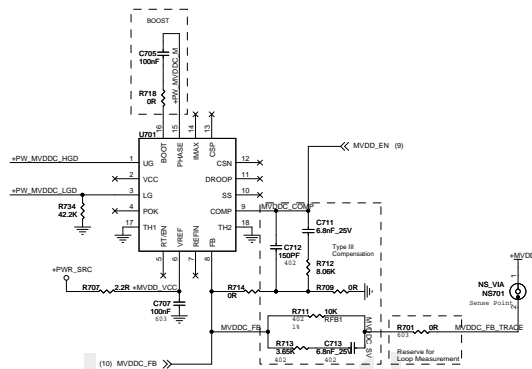 BOOST
C705
100nF
+PW_MVDDC_M
R718
0R
16
15
14
13
U701
BOOT
PHASE
IMAX
CSP
MVDD_EN (9)
+PW_MVDDC_HGD
1
UG
CSN
12
2
VCC
DROOP
11
+PW_MVDDC_LGD
3
LG
SS
10
MVDDC_COMP
R734
42.2K
4
POK
COMP
9
17
TH1
TH2
18
RT/EN
VREF
REFIN
FB
5
6
7
8
C711
6.8nF_25V
C712
150PF
402
Type III
Compensation
R712
8.06K
+PWR_SRC
R707
2.2R
+MVDD_VCC
C707
100nF
603
R714
0R
R709
0R
+MVDD
1
NS_VIA
NS701
Sense Point
2
R711
10K
402
RFB1
1%
MVDDC_FB
MVDDC_SV
R713
3.65K
402
C713
6.8nF_25V
402
R701
0R
603
MVDDC_FB_TRACE
Reserve for
Loop Measurement
(10) MVDDC_FB